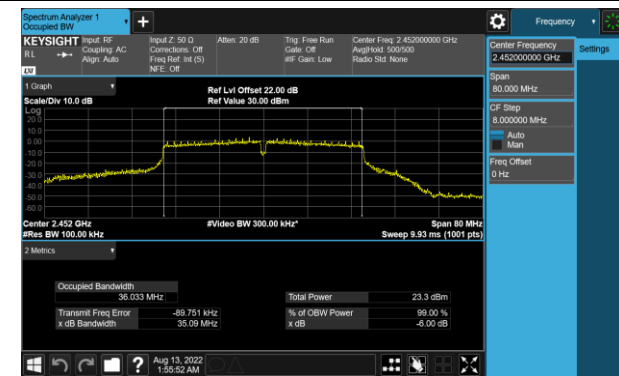 Spectrum Analyzer 1
Occupied BW
Frequency
KEYSIGHT
RL
LXI
Input: RF
Coupling: AC
Align: Auto
Input Z: 50 Ω
Corrections: Off
Freq Ref: Int (S)
NFE: Off
Atten: 20 dB
Trig: Free Run
Gate: Off
#IF Gain: Low
Center Freq: 2.452000000 GHz
Avg|Hold: 500/500
Radio Std: None
Center Frequency
2.452000000 GHz
Settings
Span
80.000 MHz
CF Step
8.000000 MHz
Auto
Man
Freq Offset
0 Hz
1 Graph
Scale/Div 10.0 dB
Ref Lvl Offset 22.00 dB
Ref Value 30.00 dBm
Log
20.0
10.0
0.00
-10.0
-20.0
-30.0
-40.0
-50.0
-60.0
Center 2.452 GHz
#Video BW 300.00 kHz*
Span 80 MHz
#Res BW 100.00 kHz
Sweep 9.93 ms (1001 pts)
2 Metrics
Occupied Bandwidth
36.033 MHz
Total Power 23.3 dBm
Transmit Freq Error -89.751 kHz
% of OBW Power 99.00 %
x dB Bandwidth 35.09 MHz
x dB -6.00 dB
Aug 13, 2022
1:55:52 AM